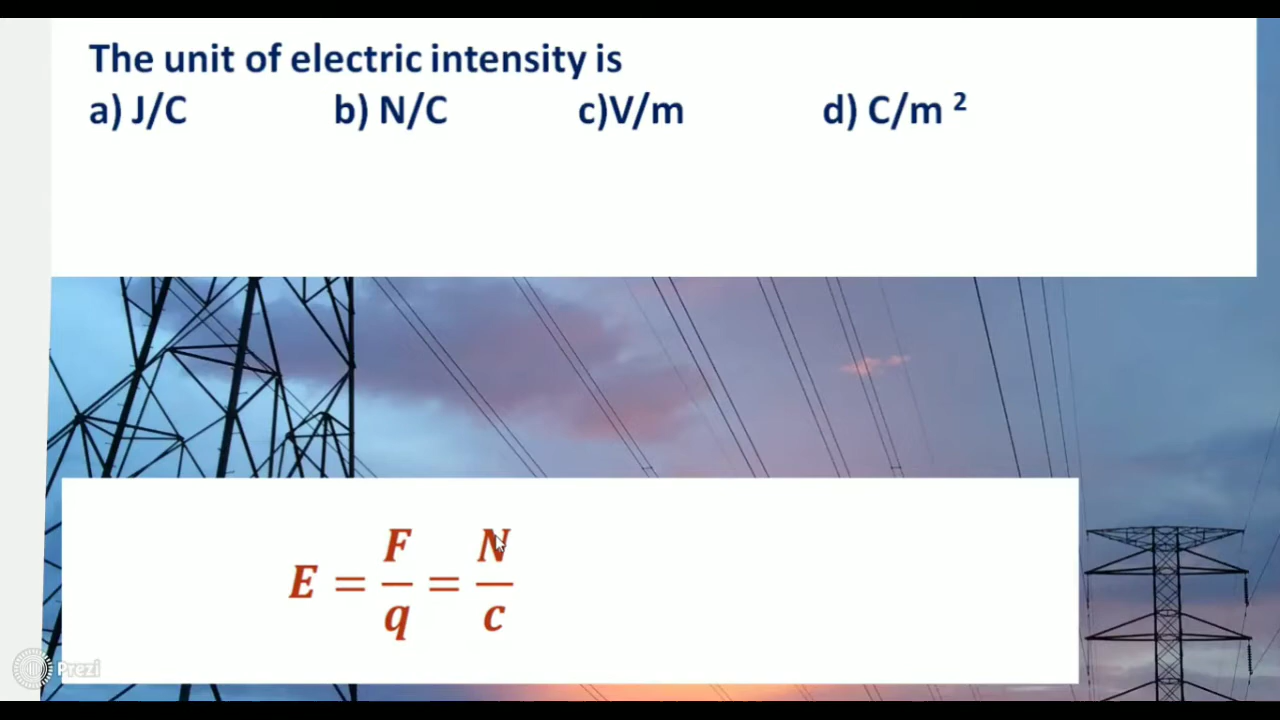 The unit of electric intensity is
a) J/C b) N/C c)V/m d) C/m ²
E = F/q = N/c
Prezi